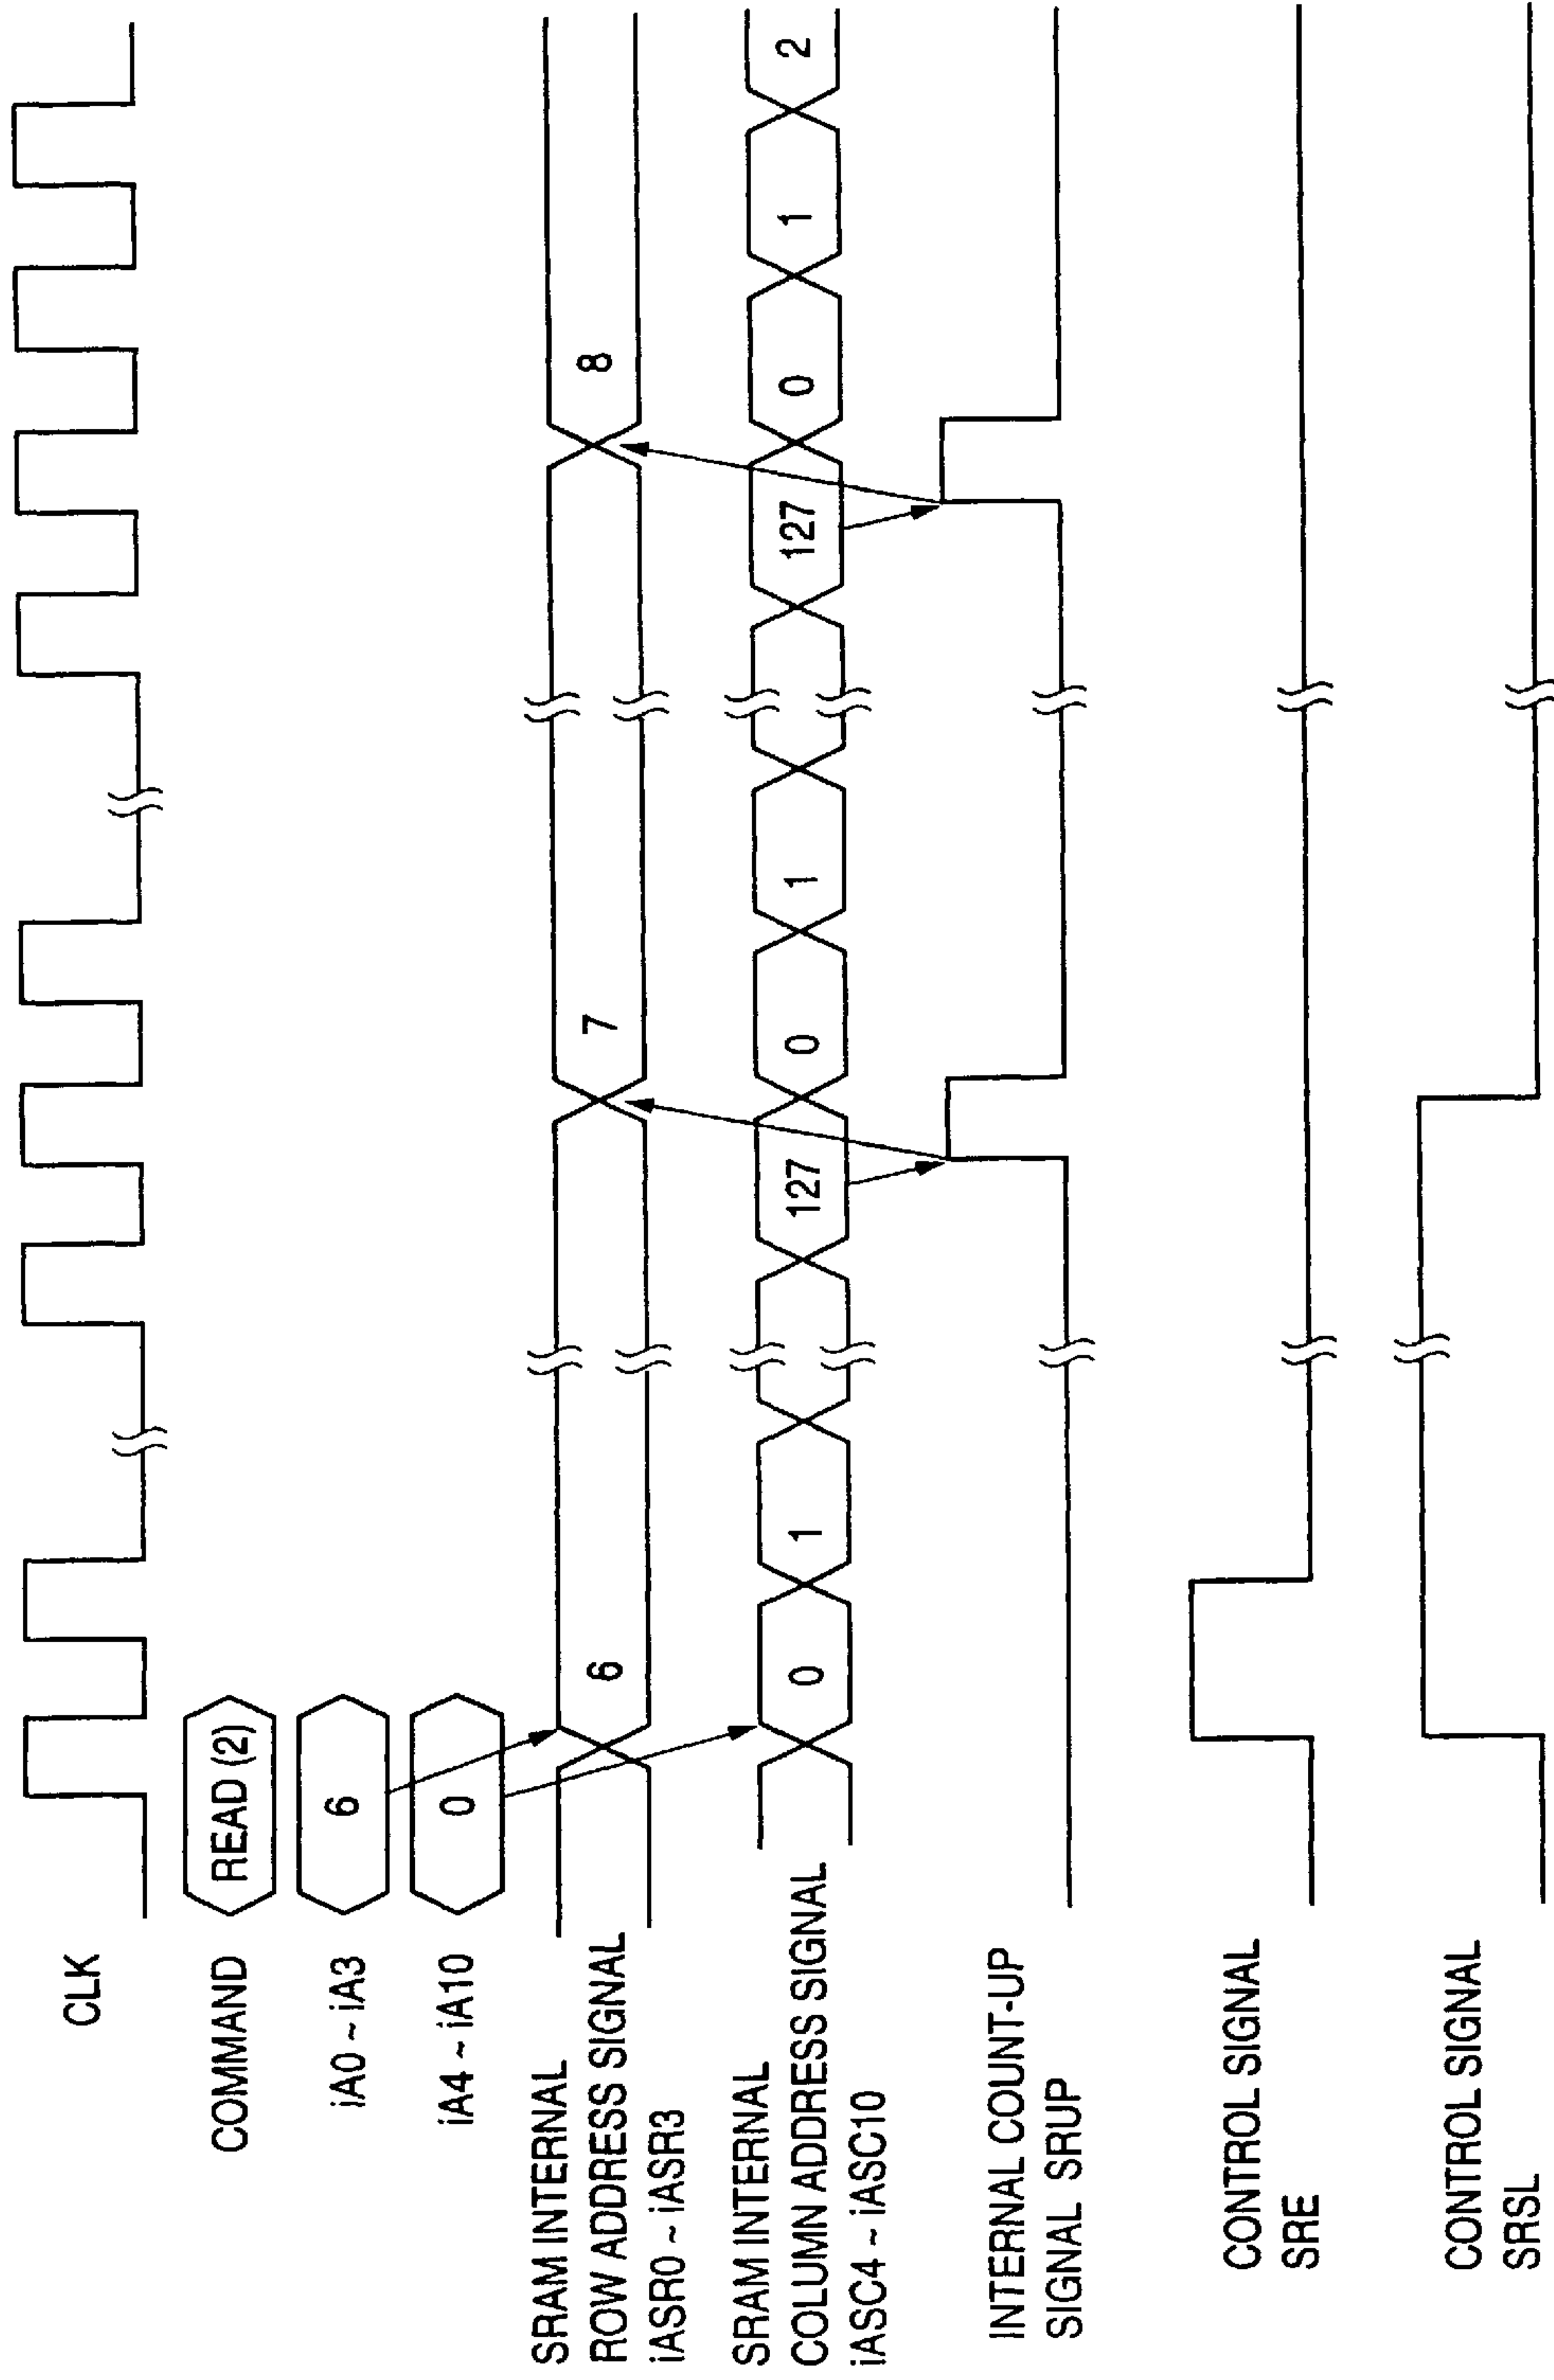 CLK
COMMAND
READ (2)
iA0 ~ iA3
6
iA4 ~ iA10
0
SRAM INTERNAL
ROW ADDRESS SIGNAL
iASR0 ~ iASR3
6
7
8
SRAM INTERNAL
COLUMN ADDRESS SIGNAL
iASC4 ~ iASC10
0
1
127
0
1
127
0
1
2
INTERNAL COUNT-UP
SIGNAL SRUP
CONTROL SIGNAL
SRE
CONTROL SIGNAL
SRSL